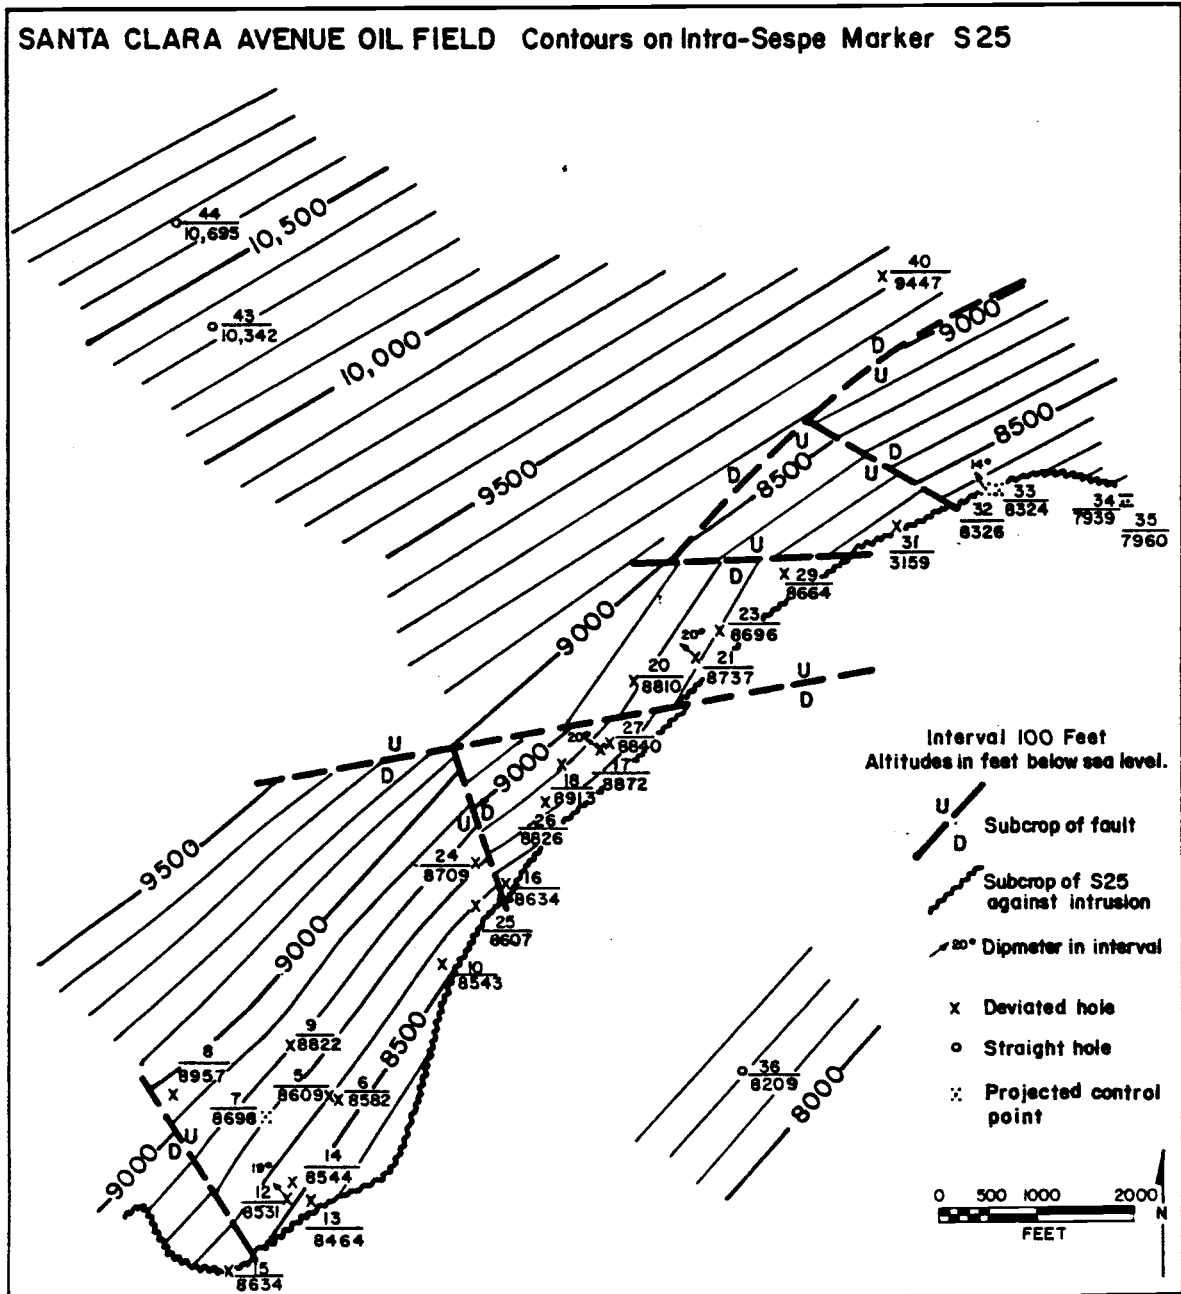 SANTA CLARA AVENUE OIL FIELD Contours on Intra-Sespe Marker S25
44
10,695
10,500
43
10,342
40
9447
10,000
9000
D
U
9500
8500
D
U
D
U
8500
14°
33
8324
32
8326
34
7939
35
7960
31
3159
U
D
29
8664
9000
23
8696
20°
21
8737
20
8810
U
D
U
D
20°
27
8840
17
8872
9000
18
8913
26
8826
U
D
24
8709
16
8634
25
8607
9500
9000
10
8543
8500
9
8822
8
8957
5
8609
6
8582
7
8698
U
D
9000
19°
14
8544
12
8531
13
8464
15
8634
36
8209
8000
Interval 100 Feet
Altitudes in feet below sea level.
U
D
Subcrop of fault
Subcrop of S25
against intrusion
20° Dipmeter in interval
x Deviated hole
o Straight hole
Projected control
point
0 500 1000 2000
FEET
N